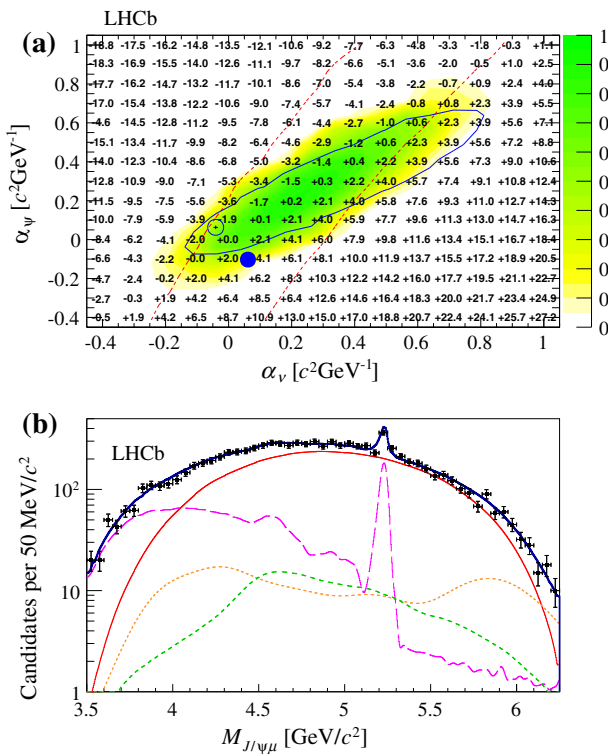 LHCb
(a)
1
0.8
0.6
0.4
0.2
0
-0.2
-0.4
α_ψ [c²GeV⁻¹]
-18.8 -17.5 -16.2 -14.8 -13.5 -12.1 -10.6 -9.2 -7.7 -6.3 -4.8 -3.3 -1.8 -0.3 +1.1
-18.3 -16.9 -15.5 -14.0 -12.6 -11.1 -9.7 -8.2 -6.6 -5.1 -3.6 -2.0 -0.5 +1.0 +2.5
-17.7 -16.2 -14.7 -13.2 -11.7 -10.1 -8.6 -7.0 -5.4 -3.8 -2.2 -0.7 +0.9 +2.4 +4.0
-17.0 -15.4 -13.8 -12.2 -10.6 -9.0 -7.4 -5.7 -4.1 -2.4 -0.8 +0.8 +2.3 +3.9 +5.5
-14.5 -12.8 -11.2 -9.5 -7.8 -6.1 -4.4 -2.7 -1.0 +0.6 +2.3 +3.9 +5.6 +7.1
-15.1 -13.4 -11.6 -9.9 -8.2 -6.4 -4.6 -2.9 -1.2 +0.6 +2.3 +3.9 +5.6 +7.2 +8.8
-14.0 -12.3 -10.4 -8.6 -6.8 -5.0 -3.2 -1.4 +0.4 +2.2 +3.9 +5.6 +7.3 +9.0 +10.6
-12.8 -10.9 -9.0 -7.1 -5.3 -3.4 -1.5 +0.3 +2.2 +4.0 +5.7 +7.4 +9.1 +10.8 +12.4
-11.5 -9.5 -7.5 -5.6 -3.6 -1.7 +0.2 +2.1 +4.0 +5.8 +7.6 +9.3 +11.0 +12.7 +14.3
-10.0 -7.9 -5.9 -3.9 -1.9 +0.1 +2.1 +4.0 +5.9 +7.7 +9.6 +11.3 +13.0 +14.7 +16.3
-8.4 -6.2 -4.1 -2.0 +0.0 +2.1 +4.1 +6.0 +7.9 +9.8 +11.6 +13.4 +15.1 +16.7 +18.4
-6.6 -4.3 -2.2 -0.0 +2.0 +4.1 +6.1 +8.1 +10.0 +11.9 +13.7 +15.5 +17.2 +18.9 +20.5
-4.7 -2.4 -0.2 +2.0 +4.1 +6.2 +8.3 +10.3 +12.2 +14.1 +16.0 +17.7 +19.5 +21.1 +22.7
-2.7 -0.3 +1.9 +4.2 +6.4 +8.5 +10.6 +12.6 +14.6 +16.4 +18.3 +20.0 +21.7 +23.4 +24.9
-0.5 +1.9 +4.2 +6.5 +8.7 +10.9 +13.0 +15.0 +17.0 +18.8 +20.7 +22.4 +24.1 +25.7 +27.2
-0.4 -0.2 0 0.2 0.4 0.6 0.8 1
α_v [c²GeV⁻¹]
1
0
0
0
0
0
0
0
0
0
0
(b)
LHCb
10²
10
1
Candidates per 50 MeV/c²
3.5 4 4.5 5 5.5 6
M_{J/ψμ} [GeV/c²]